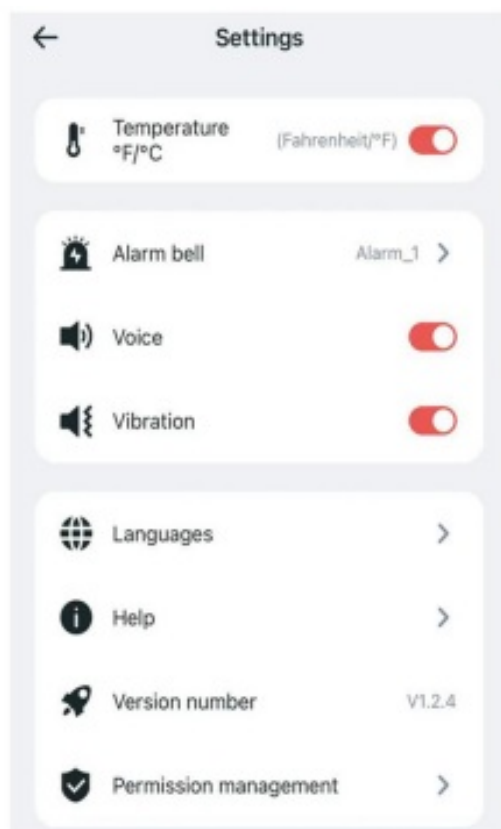 Settings
Temperature
°F/°C
(Fahrenheit/°F)
Alarm bell
Alarm_1
Voice
Vibration
Languages
Help
Version number
V1.2.4
Permission management